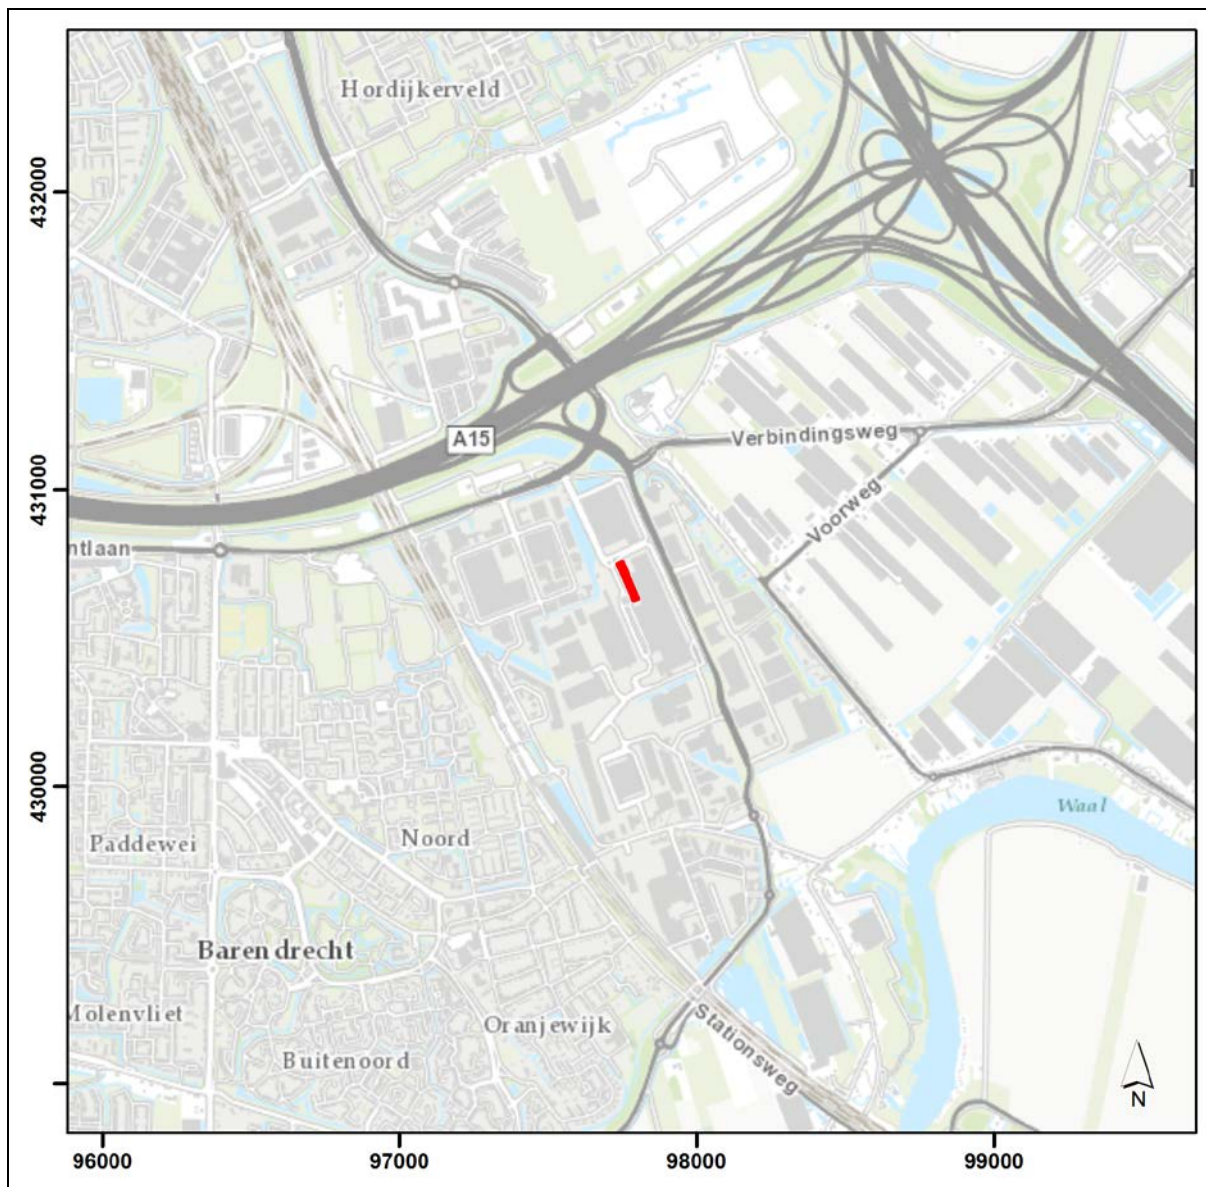 Hordijkerveld
432000
A15
Verbindingsweg
431000
Voorweg
ntlaan
430000
Waal
Paddewei
Noord
Barendrecht
Molenvliet
Oranjewijk
Stationsweg
Buitenoord
N
96000
97000
98000
99000